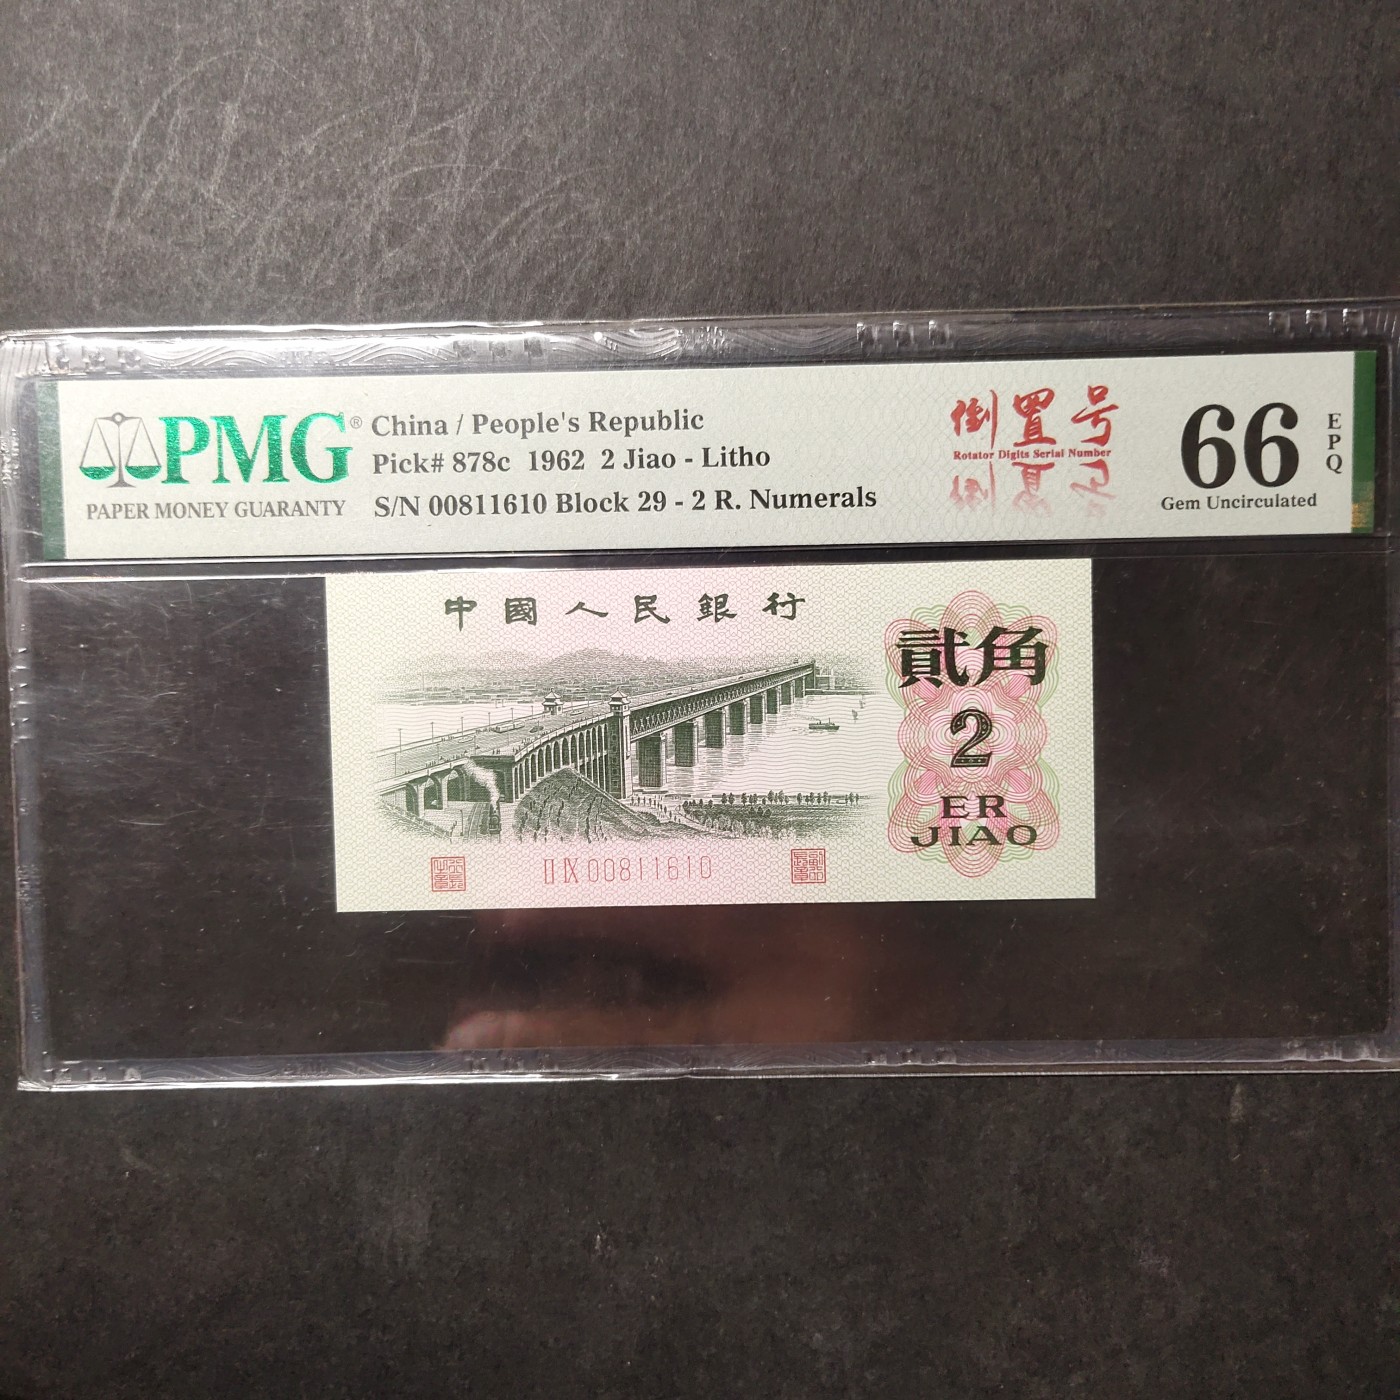 PMG®
PAPER MONEY GUARANTY
China / People's Republic
Pick# 878c 1962 2 Jiao - Litho
S/N 00811610 Block 29 - 2 R. Numerals
倒置号
Rotator Digits Serial Number
66
EPQ
Gem Uncirculated
中國人民銀行
貳角
2
ER
JIAO
II IX 00811610